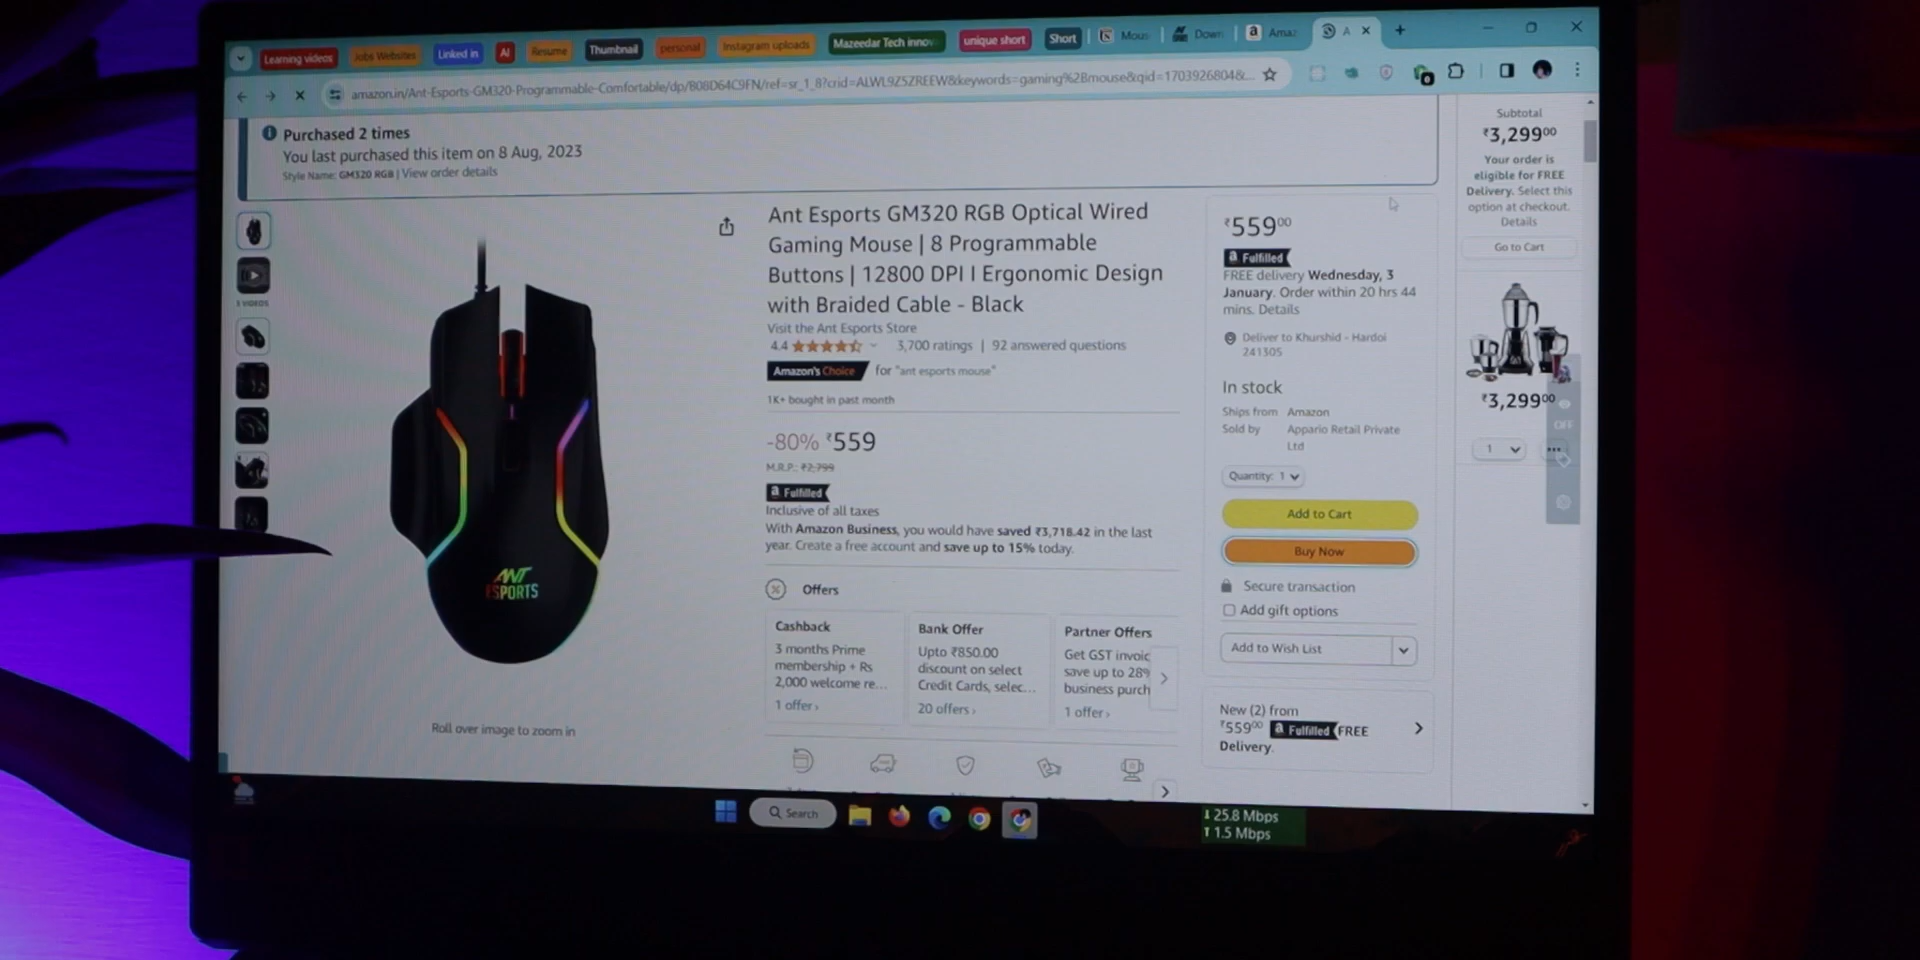 Learning videos
Jobs Websites
Linked in
AI
Resume
Thumbnail
personal
Instagram uploads
Mazeedar Tech innov
unique short
Short
Mous
Down
Amaz
A
amazon.in/Ant-Esports-GM320-Programmable-Comfortable/dp/B08D64C9FN/ref=sr_1_8?crid=ALWL9Z5ZREEW&keywords=gaming%2Bmouse&qid=1703926804&...
Purchased 2 times
You last purchased this item on 8 Aug, 2023
Style Name: GM320 RGB | View order details
5 VIDEOS
ANT
ESPORTS
Roll over image to zoom in
Ant Esports GM320 RGB Optical Wired
Gaming Mouse | 8 Programmable
Buttons | 12800 DPI I Ergonomic Design
with Braided Cable - Black
Visit the Ant Esports Store
4.4
3,700 ratings | 92 answered questions
Amazon's Choice for "ant esports mouse"
1K+ bought in past month
-80% ₹559
M.R.P.: ₹2,799
a Fulfilled
Inclusive of all taxes
With Amazon Business, you would have saved ₹3,718.42 in the last
year. Create a free account and save up to 15% today.
Offers
Cashback
3 months Prime
membership + Rs
2,000 welcome re...
1 offer ›
Bank Offer
Upto ₹850.00
discount on select
Credit Cards, selec...
20 offers ›
Partner Offers
Get GST invoic
save up to 28%
business purch
1 offer ›
₹559 00
a Fulfilled
FREE delivery Wednesday, 3
January. Order within 20 hrs 44
mins. Details
Deliver to Khurshid - Hardoi
241305
In stock
Ships from Amazon
Sold by Appario Retail Private
Ltd
Quantity: 1
Add to Cart
Buy Now
Secure transaction
Add gift options
Add to Wish List
New (2) from
₹559 00 a Fulfilled FREE
Delivery.
Subtotal
₹3,299 00
Your order is
eligible for FREE
Delivery. Select this
option at checkout.
Details
Go to Cart
₹3,299 00
OFF
1
Search
25.8 Mbps
1.5 Mbps